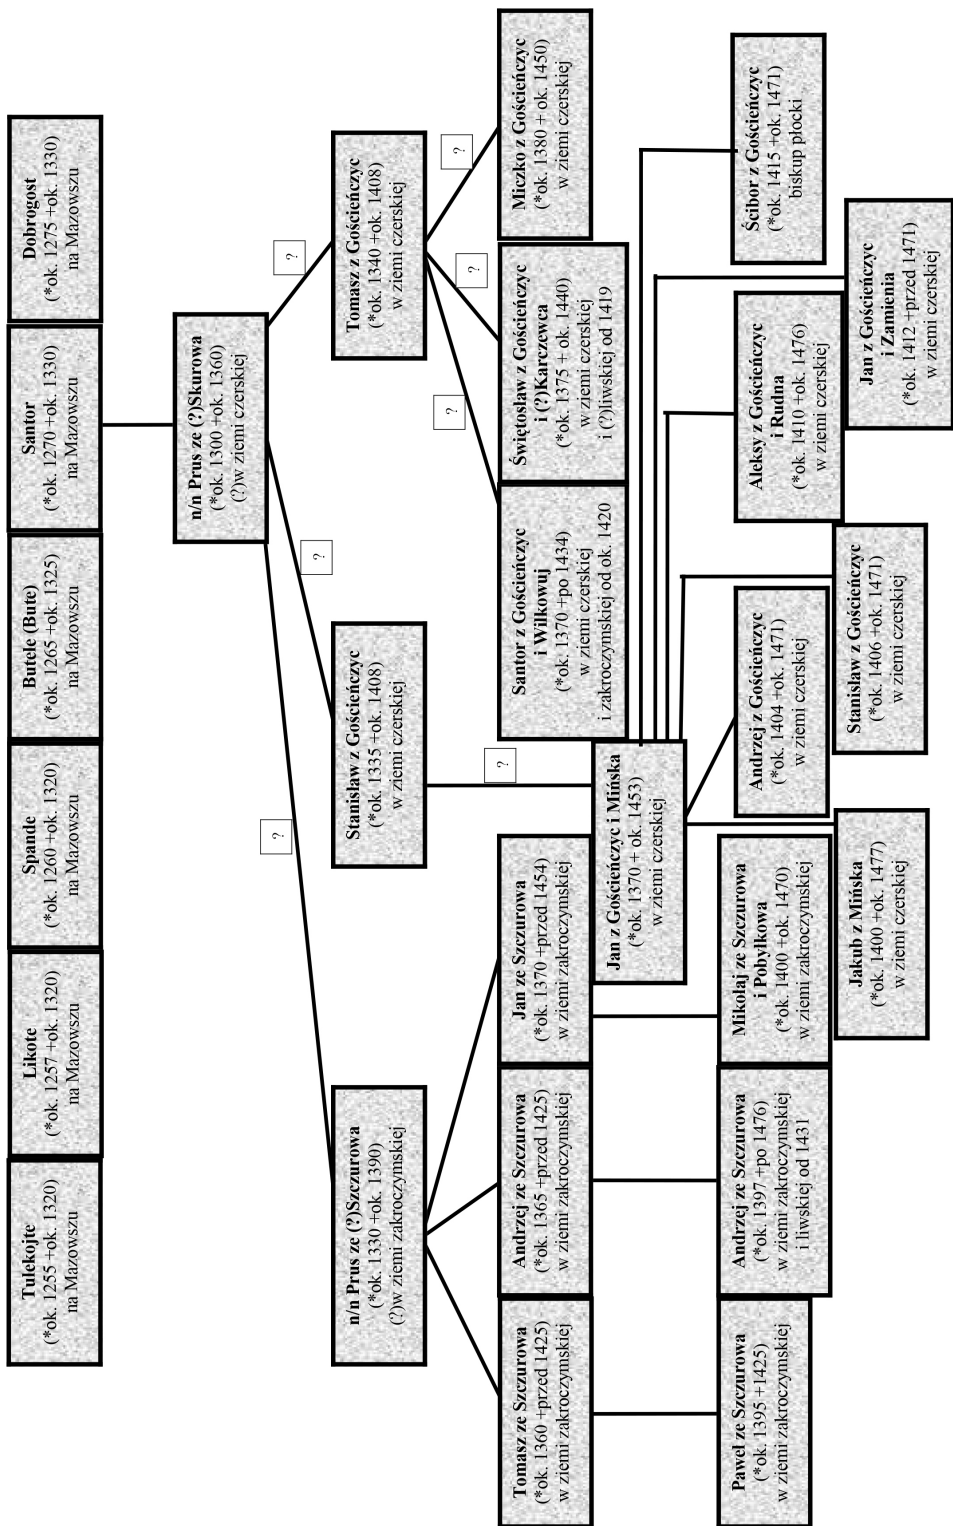 Tulekojte
(*ok. 1255 +ok. 1320)
na Mazowszu
Likote
(*ok. 1257 +ok. 1320)
na Mazowszu
Spande
(*ok. 1260 +ok. 1320)
na Mazowszu
Butele (Bute)
(*ok. 1265 +ok. 1325)
na Mazowszu
Santor
(*ok. 1270 +ok. 1330)
na Mazowszu
Dobrogost
(*ok. 1275 +ok. 1330)
na Mazowszu
n/n Prus ze (?)Skurowa
(*ok. 1300 +ok. 1360)
(?)w ziemi czerskiej
?
?
?
n/n Prus ze (?)Szczurowa
(*ok. 1330 +ok. 1390)
(?)w ziemi zakroczymskiej
Stanisław z Gościeńczyc
(*ok. 1335 +ok. 1408)
w ziemi czerskiej
Tomasz z Gościeńczyc
(*ok. 1340 +ok. 1408)
w ziemi czerskiej
?
?
?
?
Tomasz ze Szczurowa
(*ok. 1360 +przed 1425)
w ziemi zakroczymskiej
Andrzej ze Szczurowa
(*ok. 1365 +przed 1425)
w ziemi zakroczymskiej
Jan ze Szczurowa
(*ok. 1370 +przed 1454)
w ziemi zakroczymskiej
Santor z Gościeńczyc
i Wilkowuj
(*ok. 1370 +po 1434)
w ziemi czerskiej
i zakroczymskiej od ok. 1420
Świętosław z Gościeńczyc
i (?)Karczewca
(*ok. 1375 + ok. 1440)
w ziemi czerskiej
i (?)liwskiej od 1419
Miczko z Gościeńczyc
(*ok. 1380 + ok. 1450)
w ziemi czerskiej
Jan z Gościeńczyc i Mińska
(*ok. 1370 + ok. 1453)
w ziemi czerskiej
Paweł ze Szczurowa
(*ok. 1395 +1425)
w ziemi zakroczymskiej
Andrzej ze Szczurowa
(*ok. 1397 +po 1476)
w ziemi zakroczymskiej
i liwskiej od 1431
Mikołaj ze Szczurowa
i Pobyłkowa
(*ok. 1400 +ok. 1470)
w ziemi zakroczymskiej
Andrzej z Gościeńczyc
(*ok. 1404 +ok. 1471)
w ziemi czerskiej
Aleksy z Gościeńczyc
i Rudna
(*ok. 1410 +ok. 1476)
w ziemi czerskiej
Ścibor z Gościeńczyc
(*ok. 1415 +ok. 1471)
biskup płocki
Jakub z Mińska
(*ok. 1400 +ok. 1477)
w ziemi czerskiej
Stanisław z Gościeńczyc
(*ok. 1406 +ok. 1471)
w ziemi czerskiej
Jan z Gościeńczyc
i Zamienia
(*ok. 1412 +przed 1471)
w ziemi czerskiej